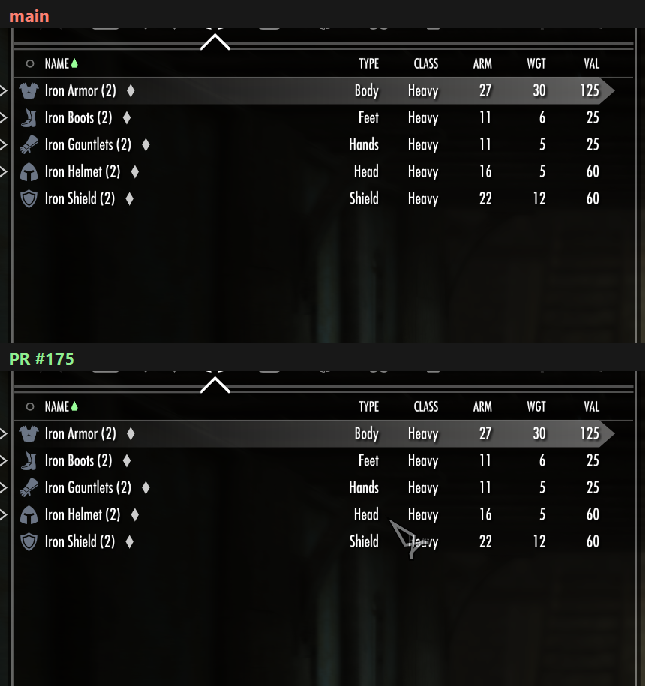 main
NAME TYPE CLASS ARM WGT VAL
Iron Armor (2) Body Heavy 27 30 125
Iron Boots (2) Feet Heavy 11 6 25
Iron Gauntlets (2) Hands Heavy 11 5 25
Iron Helmet (2) Head Heavy 16 5 60
Iron Shield (2) Shield Heavy 22 12 60
PR #175
NAME TYPE CLASS ARM WGT VAL
Iron Armor (2) Body Heavy 27 30 125
Iron Boots (2) Feet Heavy 11 6 25
Iron Gauntlets (2) Hands Heavy 11 5 25
Iron Helmet (2) Head Heavy 16 5 60
Iron Shield (2) Shield Heavy 22 12 60